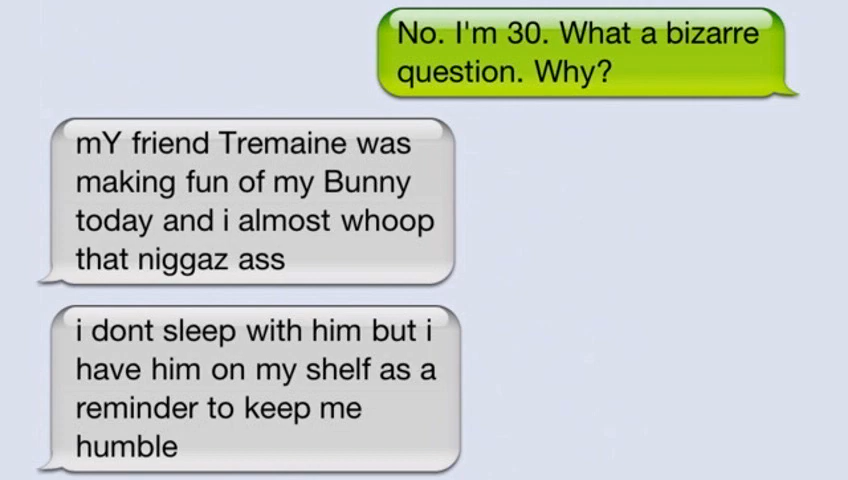 No. I'm 30. What a bizarre
question. Why?
mY friend Tremaine was
making fun of my Bunny
today and i almost whoop
that niggaz ass
i dont sleep with him but i
have him on my shelf as a
reminder to keep me
humble